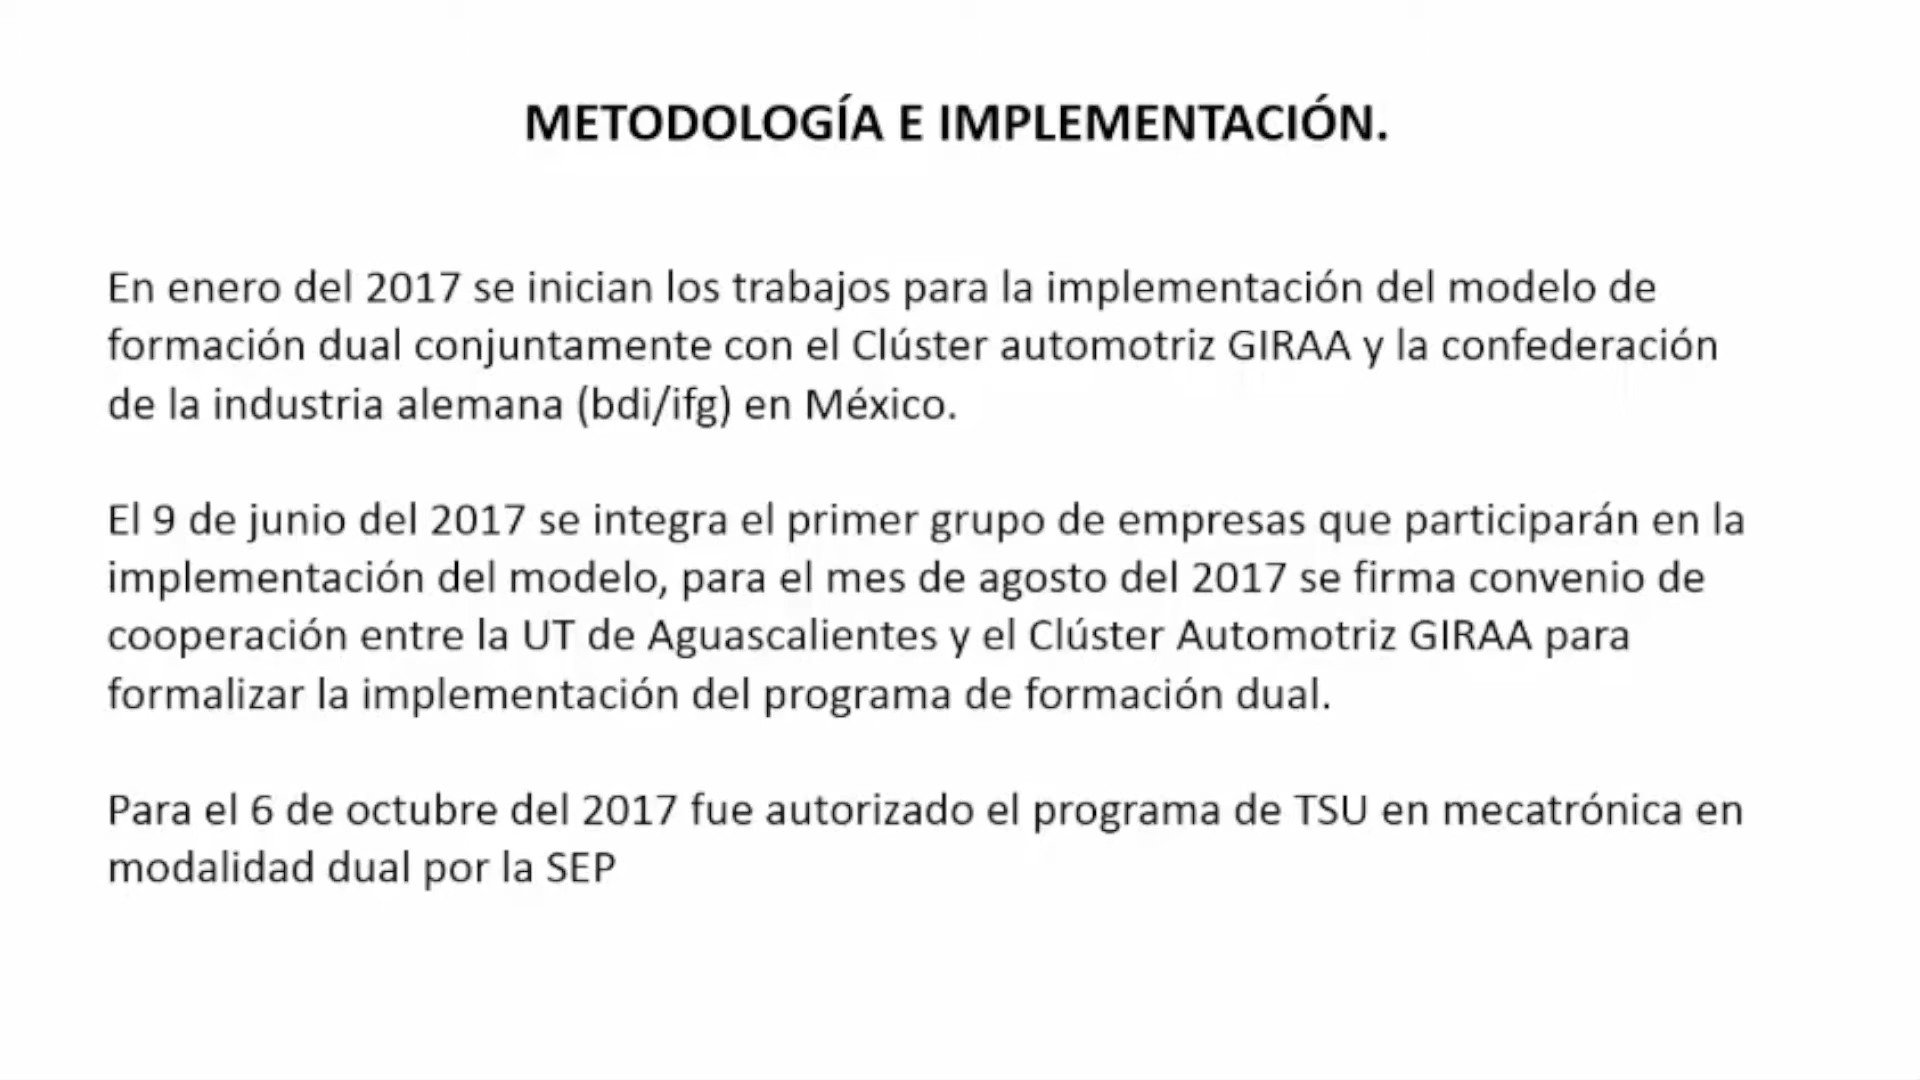 METODOLOGÍA E IMPLEMENTACIÓN.
En enero del 2017 se inician los trabajos para la implementación del modelo de
formación dual conjuntamente con el Clúster automotriz GIRAA y la confederación
de la industria alemana (bdi/ifg) en México.
El 9 de junio del 2017 se integra el primer grupo de empresas que participarán en la
implementación del modelo, para el mes de agosto del 2017 se firma convenio de
cooperación entre la UT de Aguascalientes y el Clúster Automotriz GIRAA para
formalizar la implementación del programa de formación dual.
Para el 6 de octubre del 2017 fue autorizado el programa de TSU en mecatrónica en
modalidad dual por la SEP